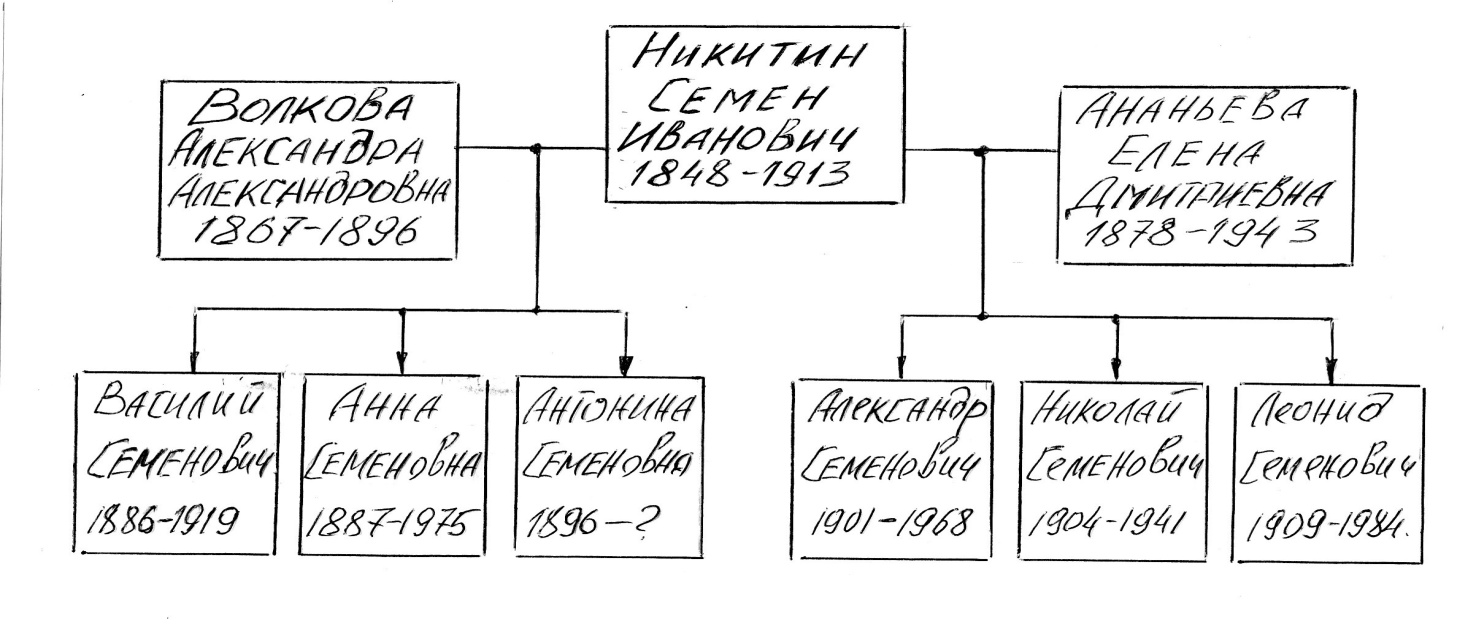 Никитин
Семен
Иванович
1848-1913
Волкова
Александра
Александровна
1867-1896
Ананьева
Елена
Дмитриевна
1878-1943
Василий
Семенович
1886-1919
Анна
Семеновна
1887-1975
Антонина
Семеновна
1896-?
Александр
Семенович
1901-1968
Николай
Семенович
1904-1941
Леонид
Семенович
1909-1984.